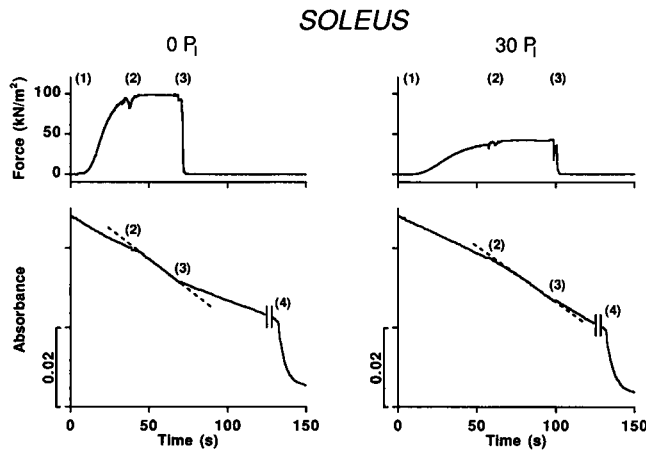 SOLEUS
0 Pi
30 Pi
(1) (2) (3)
(1) (2) (3)
Force (kN/m²)
100
50
0
(2)
(3)
(4)
(2)
(3)
(4)
Absorbance
0.02
0.02
0 50 100 150
0 50 100 150
Time (s)
Time (s)